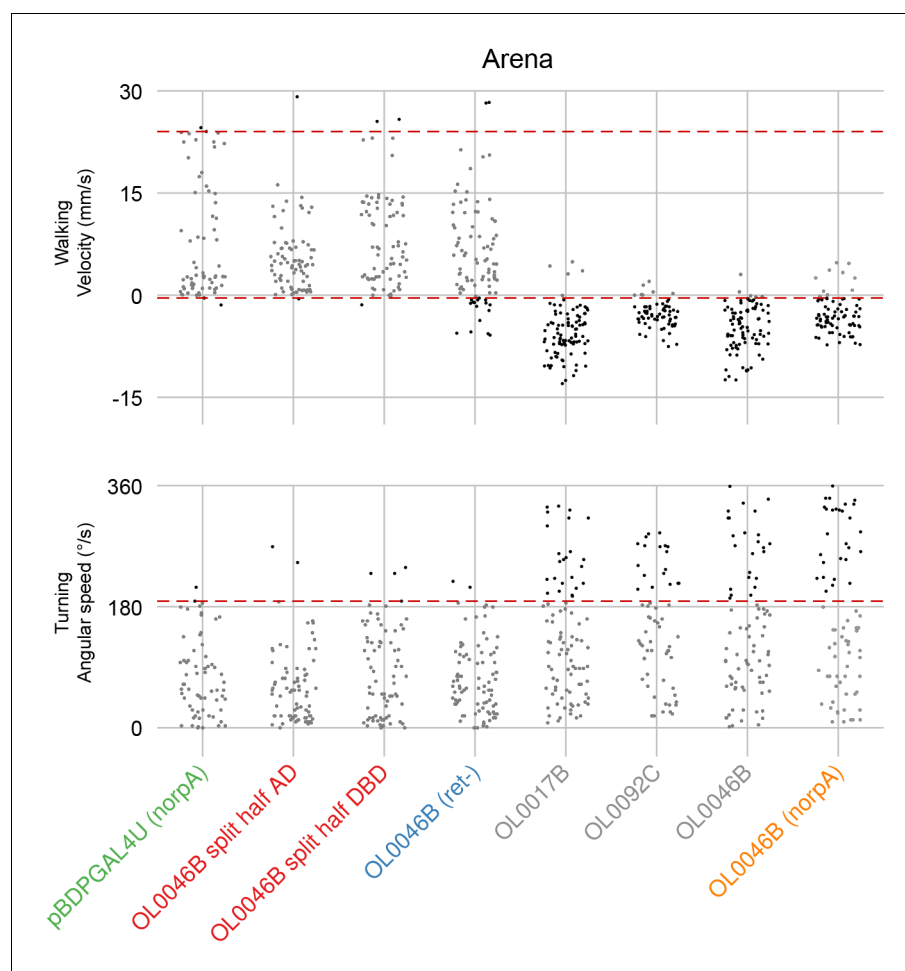 Arena
30
15
0
-15
Walking
Velocity (mm/s)
360
180
0
Turning
Angular speed (°/s)
pBDPGAL4U (norpA)
OL0046B split half AD
OL0046B split half DBD
OL0046B (ret-)
OL0017B
OL0092C
OL0046B
OL0046B (norpA)